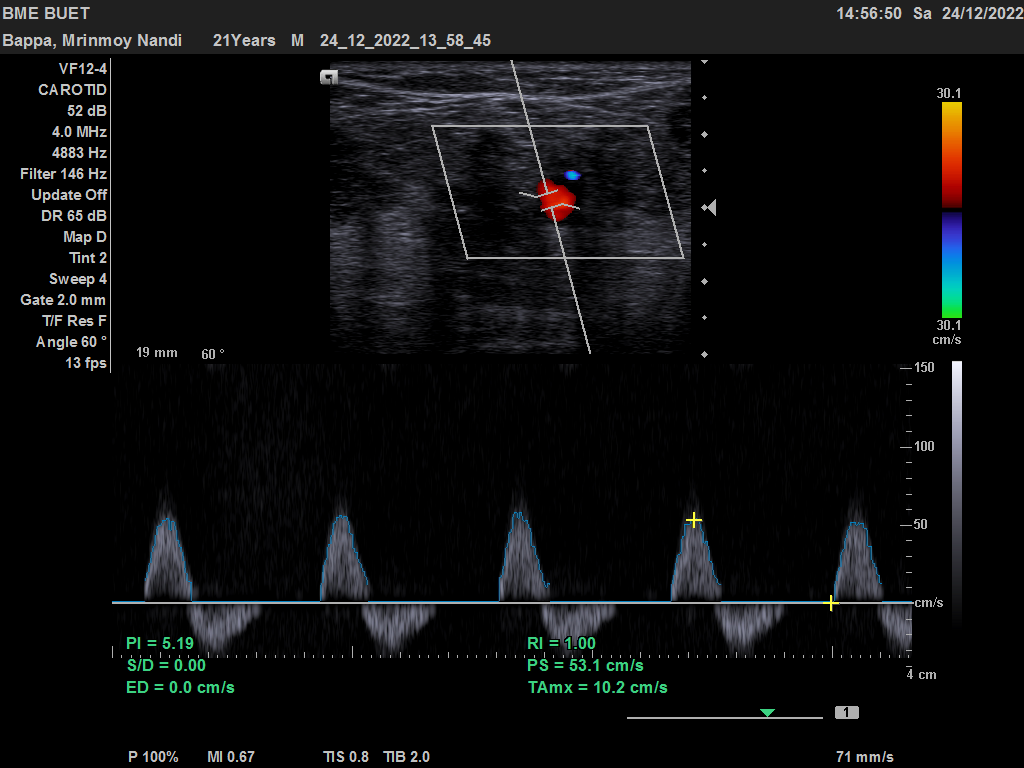 BME BUET 14:56:50 Sa 24/12/2022
Bappa, Mrinmoy Nandi 21Years M 24_12_2022_13_58_45
VF12-4
CAROTID
52 dB
4.0 MHz
4883 Hz
Filter 146 Hz
Update Off
DR 65 dB
Map D
Tint 2
Sweep 4
Gate 2.0 mm
T/F Res F
Angle 60 °
13 fps
19 mm 60 °
30.1
30.1
cm/s
150
100
50
cm/s
4 cm
PI = 5.19
S/D = 0.00
ED = 0.0 cm/s
RI = 1.00
PS = 53.1 cm/s
TAmx = 10.2 cm/s
1
P 100% MI 0.67 TIS 0.8 TIB 2.0 71 mm/s